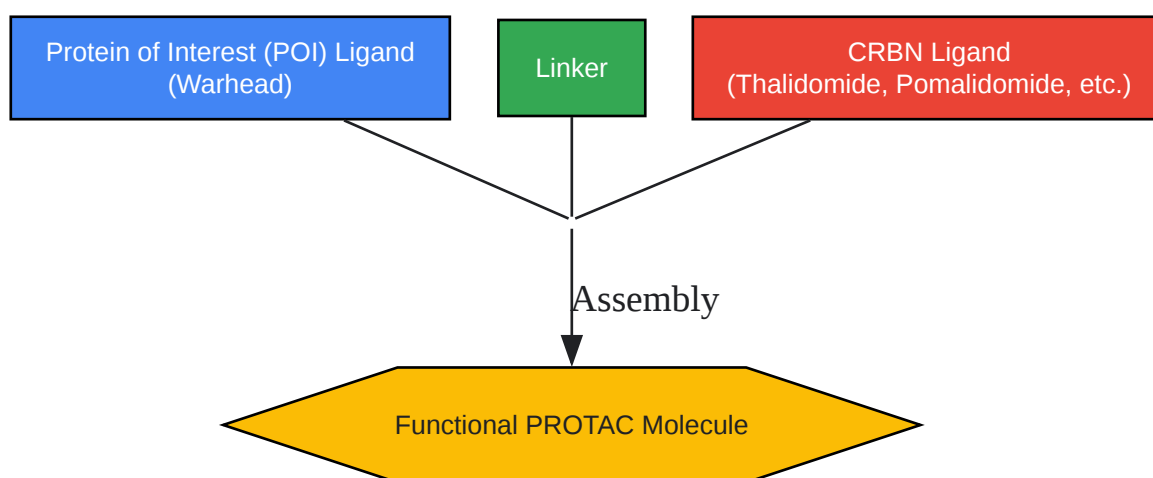 Protein of Interest (POI) Ligand
(Warhead)
Linker
CRBN Ligand
(Thalidomide, Pomalidomide, etc.)
Assembly
Functional PROTAC Molecule